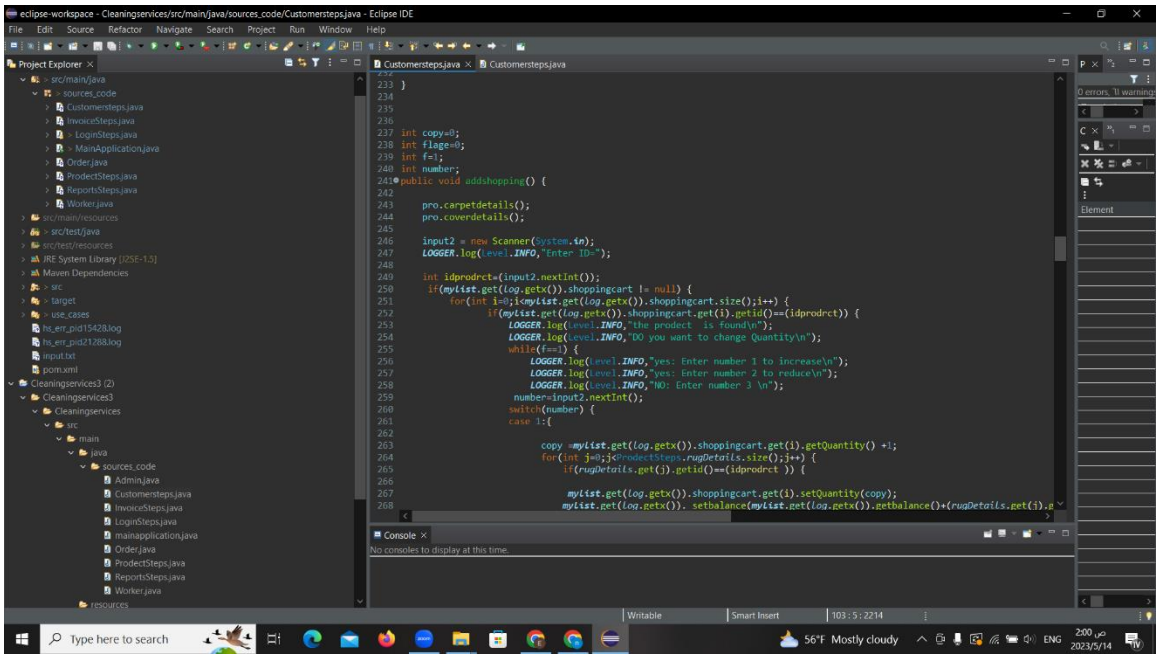 eclipse-workspace - Cleaningservices/src/main/java/sources_code/Customersteps.java - Eclipse IDE
File Edit Source Refactor Navigate Search Project Run Window Help
Project Explorer
> src/main/java
> sources_code
> Customersteps.java
> InvoiceSteps.java
> > LoginSteps.java
> > MainApplication.java
> Order.java
> ProdectSteps.java
> ReportsSteps.java
> Worker.java
> src/main/resources
> > src/test/java
> src/test/resources
> JRE System Library [J2SE-1.5]
> Maven Dependencies
> > src
> > target
> > use_cases
hs_err_pid15428.log
hs_err_pid21288.log
input.txt
pom.xml
Cleaningservices3 (2)
Cleaningservices3
Cleaningservices
src
main
java
sources_code
Admin.java
Customersteps.java
InvoiceSteps.java
LoginSteps.java
mainapplication.java
Order.java
ProdectSteps.java
ReportsSteps.java
Worker.java
resources
Customersteps.java Customersteps.java
232
233 }
234
235
236
237 int copy=0;
238 int flage=0;
239 int f=1;
240 int number;
241 public void addshopping() {
242
243 pro.carpetdetails();
244 pro.coverdetails();
245
246 input2 = new Scanner(System.in);
247 LOGGER.log(Level.INFO,"Enter ID=");
248
249 int idprodrct=(input2.nextInt());
250 if(mylist.get(log.getx()).shoppingcart != null) {
251 for(int i=0;i<mylist.get(log.getx()).shoppingcart.size();i++) {
252 if(mylist.get(log.getx()).shoppingcart.get(i).getid()==(idprodrct)) {
253 LOGGER.log(Level.INFO,"the prodect is found\n");
254 LOGGER.log(Level.INFO,"DO you want to change Quantity\n");
255 while(f==1) {
256 LOGGER.log(Level.INFO,"yes: Enter number 1 to increase\n");
257 LOGGER.log(Level.INFO,"yes: Enter number 2 to reduce\n");
258 LOGGER.log(Level.INFO,"NO: Enter number 3 \n");
259 number=input2.nextInt();
260 switch(number) {
261 case 1:{
262
263 copy =mylist.get(log.getx()).shoppingcart.get(i).getQuantity() +1;
264 for(int j=0;j<ProdectSteps.rugDetails.size();j++) {
265 if(rugDetails.get(j).getid()==(idprodrct )) {
266
267 mylist.get(log.getx()).shoppingcart.get(i).setQuantity(copy);
268 mylist.get(log.getx()). setbalance(mylist.get(log.getx()).getbalance()+(rugDetails.get(j).g
Console
No consoles to display at this time.
P
0 errors, 11 warnings
C
Element
Writable Smart Insert 103 : 5 : 2214
Type here to search
zoom
56°F Mostly cloudy ENG
2:00 ص
2023/5/14